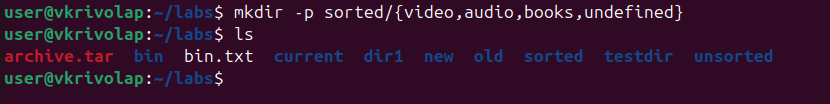 user@vkrivolap:~/labs$ mkdir -p sorted/{video,audio,books,undefined}
user@vkrivolap:~/labs$ ls
archive.tar bin bin.txt current dir1 new old sorted testdir unsorted
user@vkrivolap:~/labs$